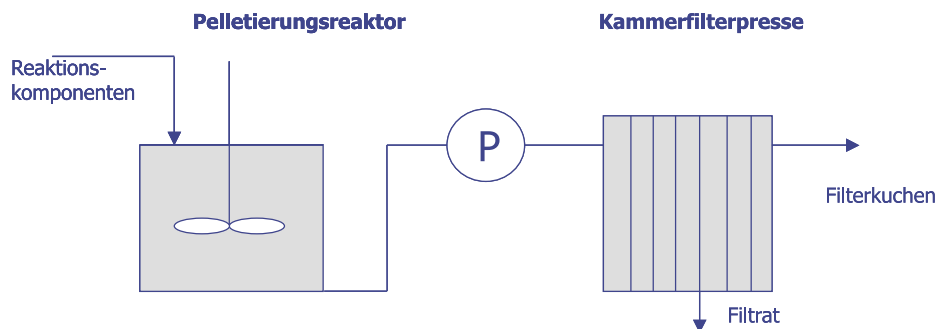 Pelletierungsreaktor
Kammerfilterpresse
Reaktions-
komponenten
P
Filterkuchen
Filtrat